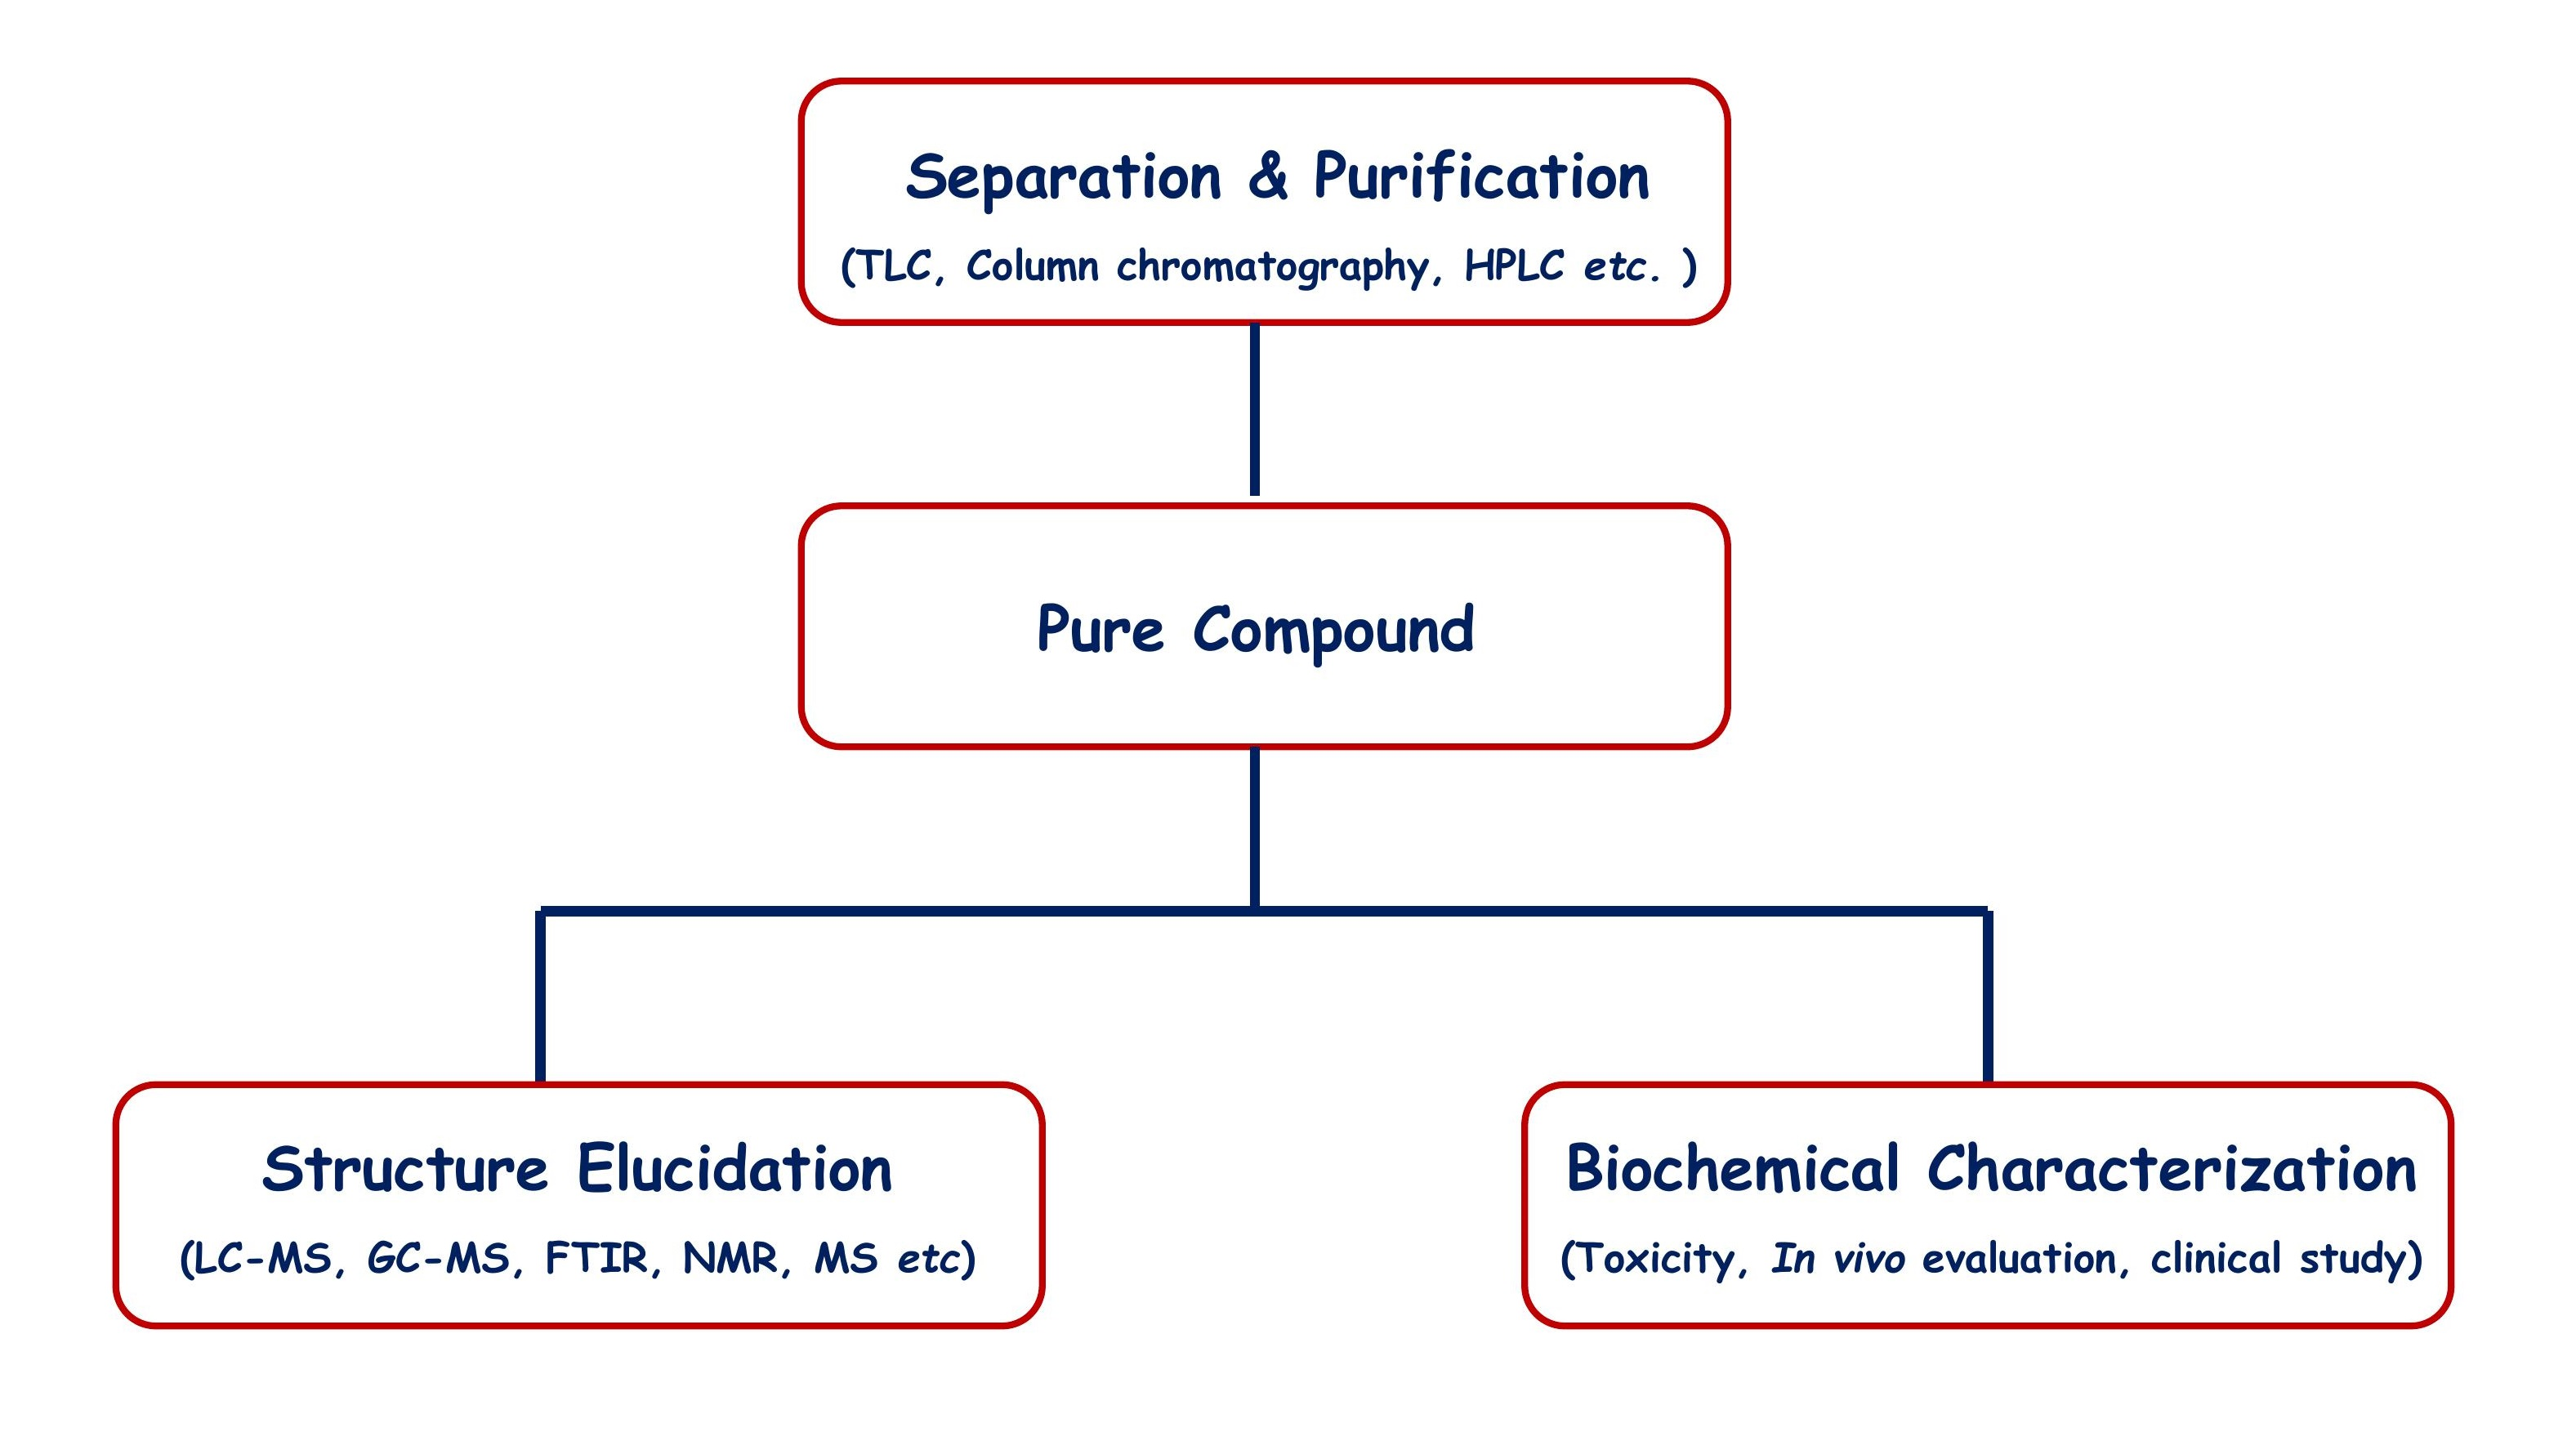 Separation & Purification
(TLC, Column chromatography, HPLC etc. )
Pure Compound
Structure Elucidation
(LC-MS, GC-MS, FTIR, NMR, MS etc)
Biochemical Characterization
(Toxicity, In vivo evaluation, clinical study)